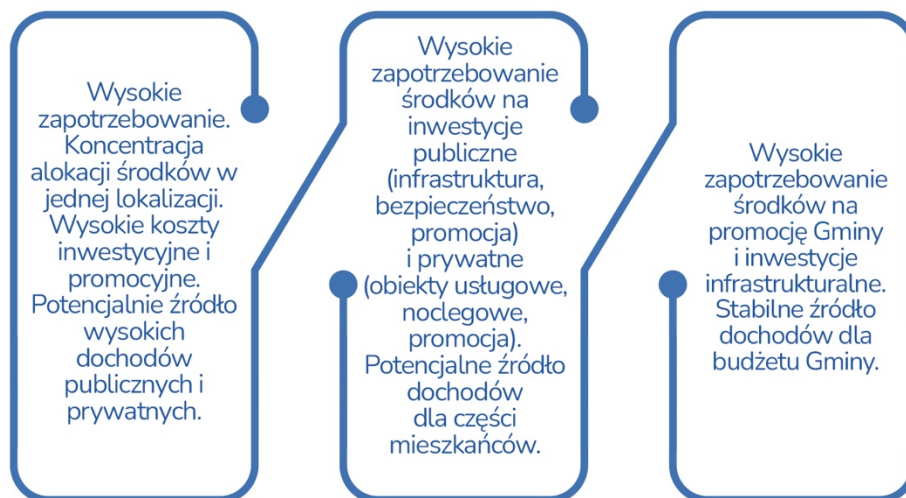 Wysokie
zapotrzebowanie.
Koncentracja
alokacji środków w
jednej lokalizacji.
Wysokie koszty
inwestycyjne i
promocyjne.
Potencjalnie źródło
wysokich
dochodów
publicznych i
prywatnych.
Wysokie
zapotrzebowanie
środków na
inwestycje
publiczne
(infrastruktura,
bezpieczeństwo,
promocja)
i prywatne
(obiekty usługowe,
noclegowe,
promocja).
Potencjalne źródło
dochodów
dla części
mieszkańców.
Wysokie
zapotrzebowanie
środków na
promocję Gminy
i inwestycje
infrastrukturalne.
Stabilne źródło
dochodów dla
budżetu Gminy.